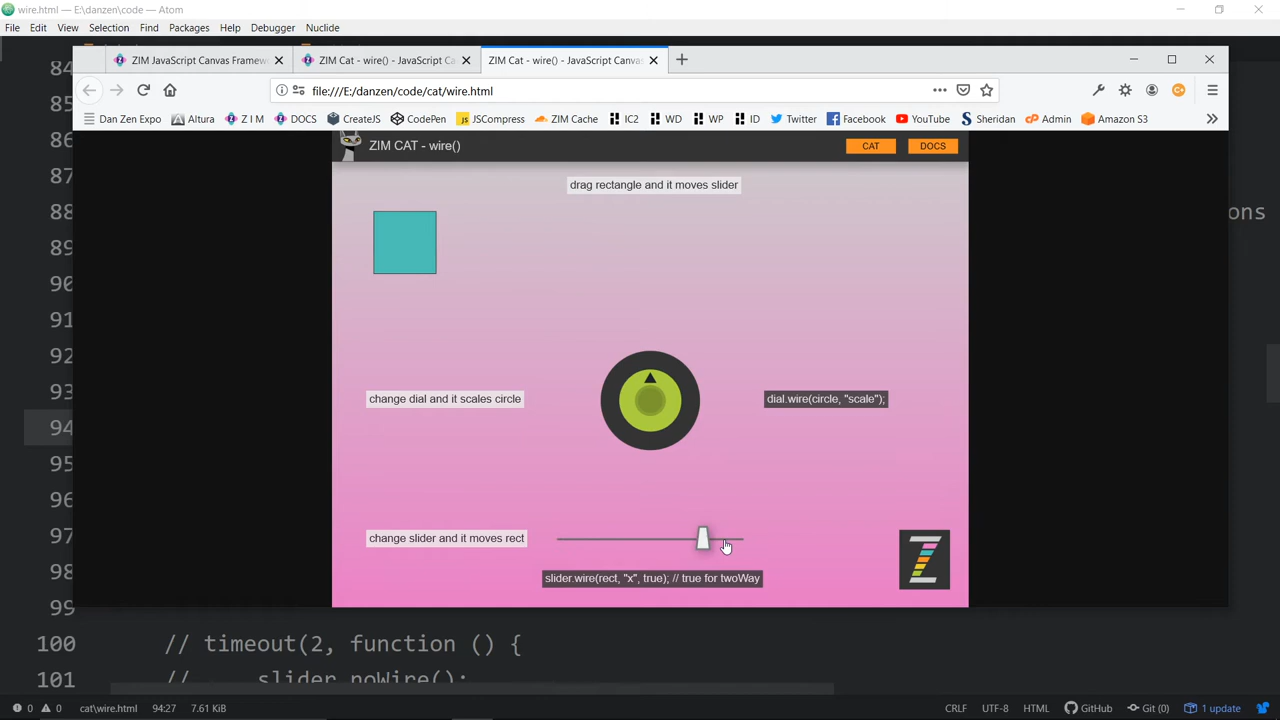 wire.html — E:\danzen\code — Atom
File Edit View Selection Find Packages Help Debugger Nuclide
ZIM JavaScript Canvas Framew
ZIM Cat - wire() - JavaScript Ca
ZIM Cat - wire() - JavaScript Canvas
file:///E:/danzen/code/cat/wire.html
Dan Zen Expo Altura Z I M DOCS CreateJS CodePen JSCompress ZIM Cache IC2 WD WP ID Twitter Facebook YouTube Sheridan Admin Amazon S3
ZIM CAT - wire()
CAT
DOCS
drag rectangle and it moves slider
change dial and it scales circle
dial.wire(circle, "scale");
change slider and it moves rect
slider.wire(rect, "x", true); // true for twoWay
84
85
86
87
88 ons
89
90
91
92
93
94
95
96
97
98
99
100 // timeout(2, function () {
101 // slider.noWire();
0 0 cat\wire.html 94:27 7.61 KiB CRLF UTF-8 HTML GitHub Git (0) 1 update